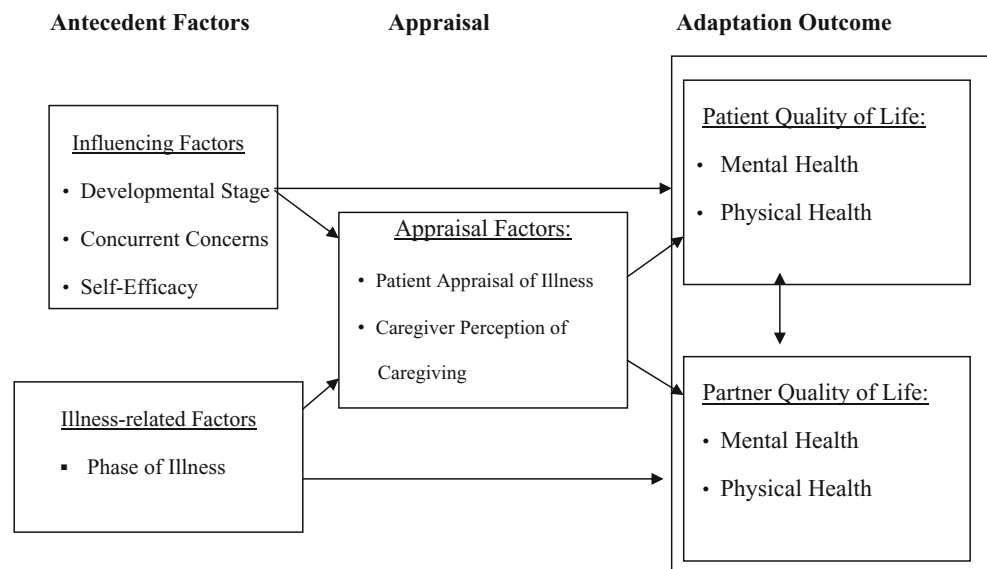 Antecedent Factors
Appraisal
Adaptation Outcome
Influencing Factors
• Developmental Stage
• Concurrent Concerns
• Self-Efficacy
Illness-related Factors
▪ Phase of Illness
Appraisal Factors:
• Patient Appraisal of Illness
• Caregiver Perception of
Caregiving
Patient Quality of Life:
• Mental Health
• Physical Health
Partner Quality of Life:
• Mental Health
• Physical Health